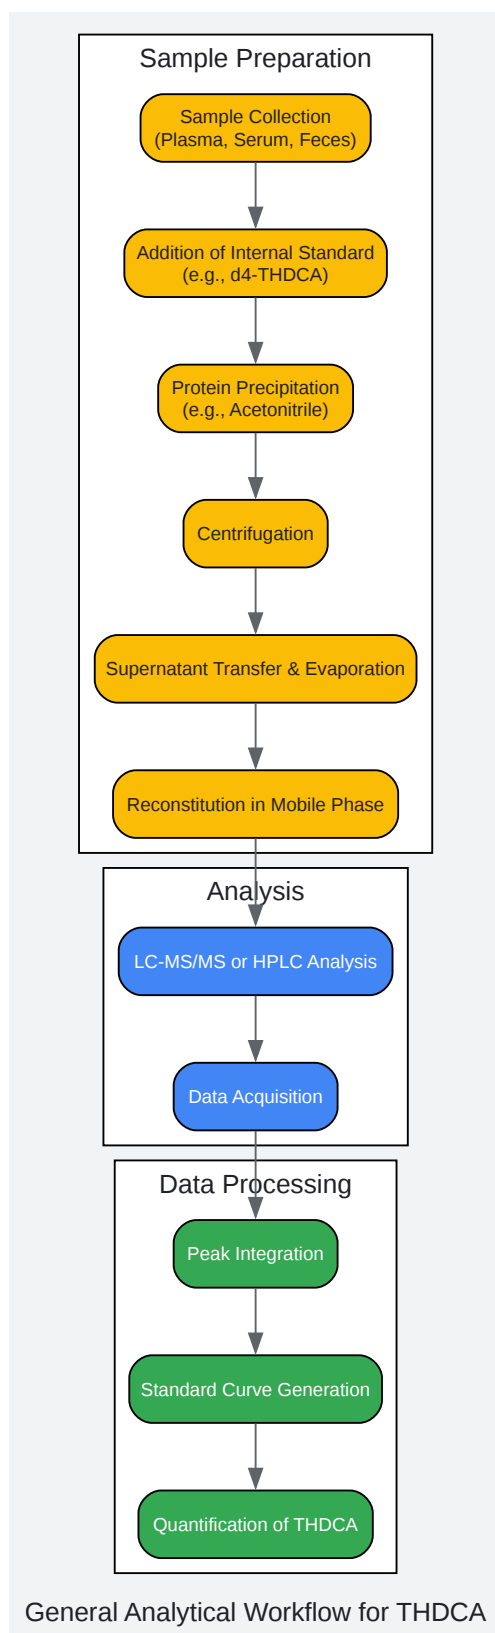 Sample Preparation
Sample Collection
(Plasma, Serum, Feces)
Addition of Internal Standard
(e.g., d4-THDCA)
Protein Precipitation
(e.g., Acetonitrile)
Centrifugation
Supernatant Transfer & Evaporation
Reconstitution in Mobile Phase
Analysis
LC-MS/MS or HPLC Analysis
Data Acquisition
Data Processing
Peak Integration
Standard Curve Generation
Quantification of THDCA
General Analytical Workflow for THDCA